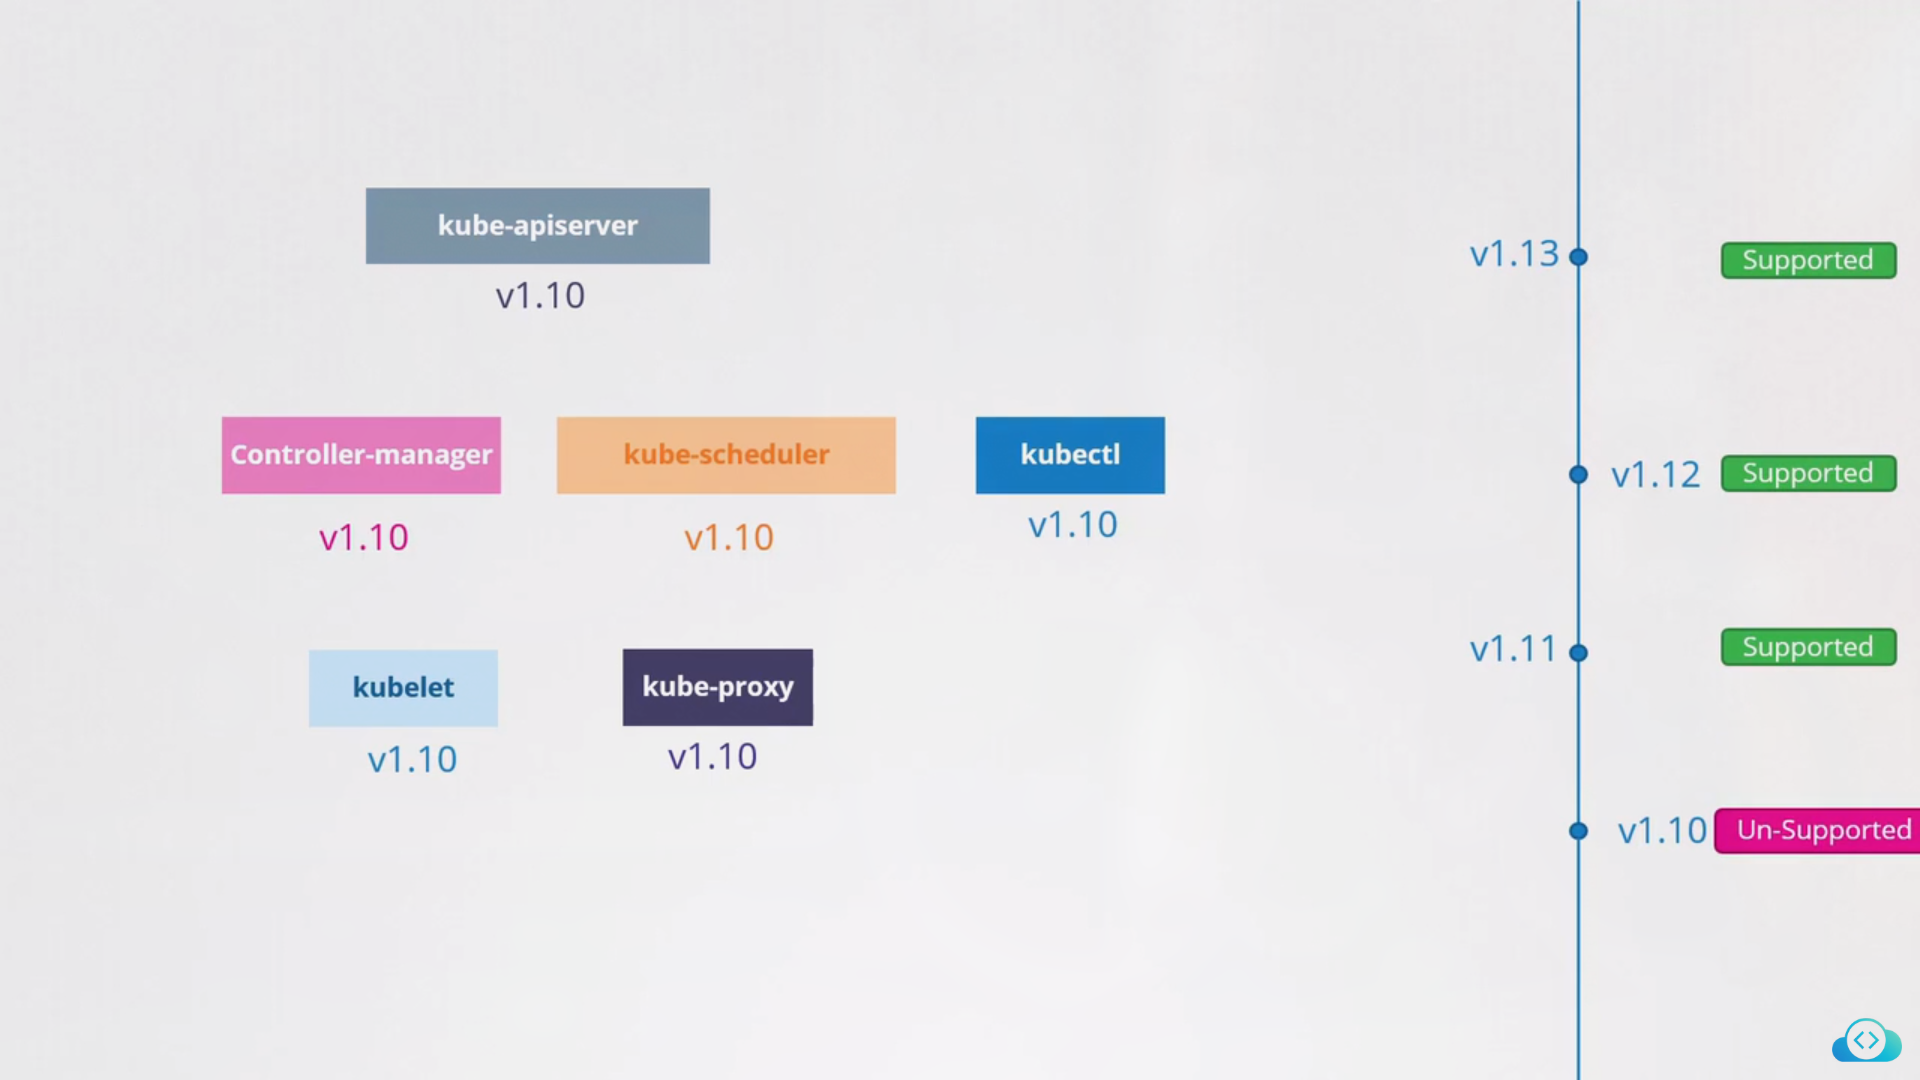 kube-apiserver
v1.10
Controller-manager
kube-scheduler
kubectl
v1.10
v1.10
v1.10
kubelet
kube-proxy
v1.10
v1.10
v1.13
Supported
v1.12
Supported
v1.11
Supported
v1.10
Un-Supported